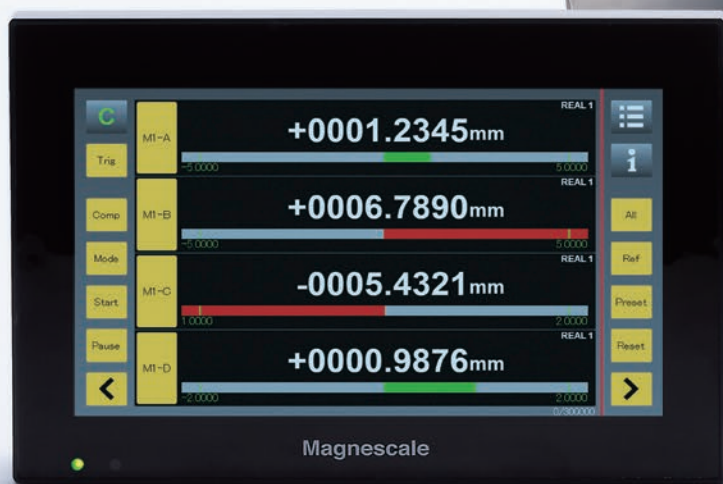 C
Trig
Comp
Mode
Start
Pause
M1-A
REAL 1
+0001.2345mm
-5.0000 5.0000
M1-B
REAL 1
+0006.7890mm
-5.0000 5.0000
M1-C
REAL 1
-0005.4321mm
1.0000 2.0000
M1-D
REAL 1
+0000.9876mm
-2.0000 2.0000
0/300000
i
All
Ref
Preset
Reset
Magnescale